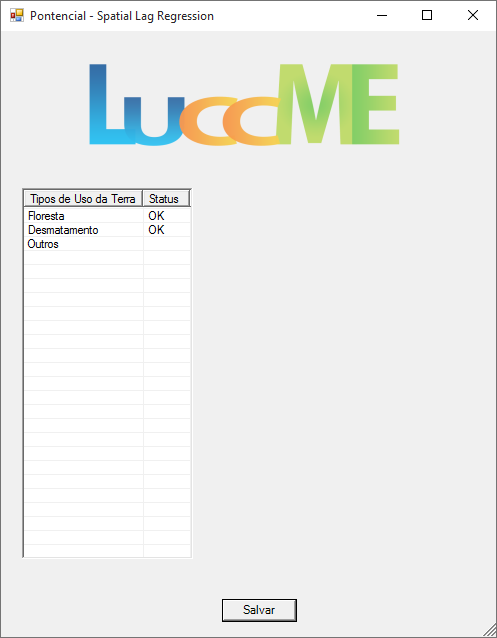 Pontencial - Spatial Lag Regression
LuccME
Tipos de Uso da Terra Status
Floresta OK
Desmatamento OK
Outros
Salvar